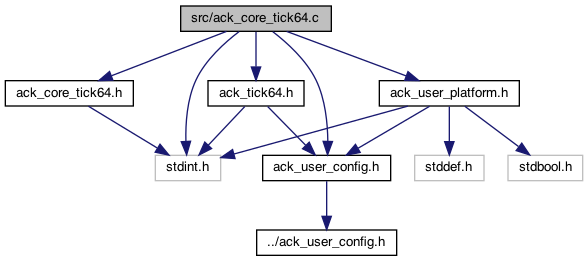 src/ack_core_tick64.c
ack_core_tick64.h
ack_tick64.h
ack_user_platform.h
stdint.h
ack_user_config.h
stddef.h
stdbool.h
../ack_user_config.h